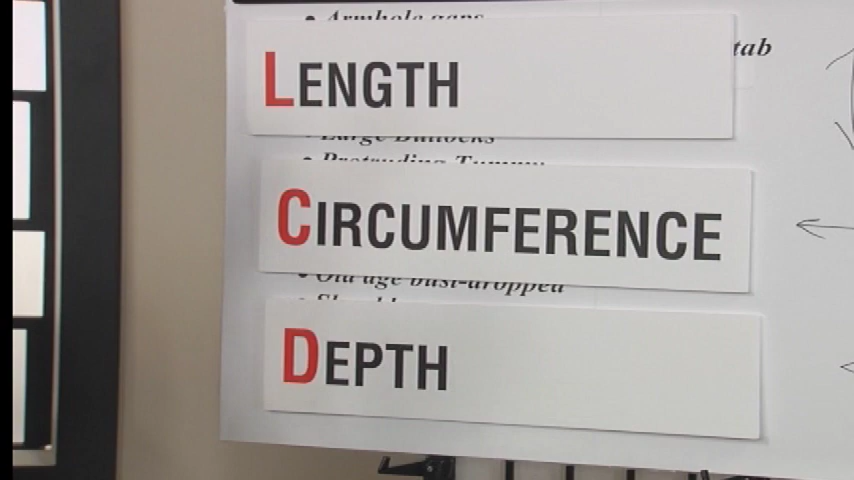 • Armhole gaps
tab
LENGTH
• Large Buttocks
• Protruding Tummy
CIRCUMFERENCE
• Old age bust-dropped
DEPTH